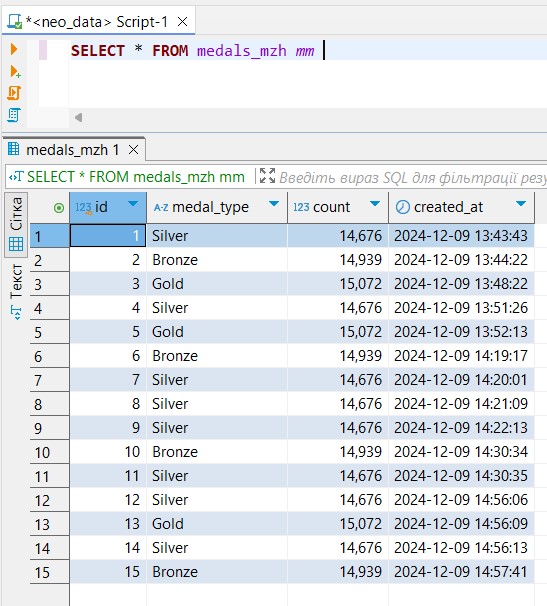 *<neo_data> Script-1
SELECT * FROM medals_mzh mm
medals_mzh 1
SELECT * FROM medals_mzh mm Введіть вираз SQL для фільтрації резу
Сітка
Текст
123 id A-Z medal_type 123 count created_at
1 1 Silver 14,676 2024-12-09 13:43:43
2 2 Bronze 14,939 2024-12-09 13:44:22
3 3 Gold 15,072 2024-12-09 13:48:22
4 4 Silver 14,676 2024-12-09 13:51:26
5 5 Gold 15,072 2024-12-09 13:52:13
6 6 Bronze 14,939 2024-12-09 14:19:17
7 7 Silver 14,676 2024-12-09 14:20:01
8 8 Silver 14,676 2024-12-09 14:21:09
9 9 Silver 14,676 2024-12-09 14:22:13
10 10 Bronze 14,939 2024-12-09 14:30:34
11 11 Silver 14,676 2024-12-09 14:30:35
12 12 Silver 14,676 2024-12-09 14:56:06
13 13 Gold 15,072 2024-12-09 14:56:09
14 14 Silver 14,676 2024-12-09 14:56:13
15 15 Bronze 14,939 2024-12-09 14:57:41